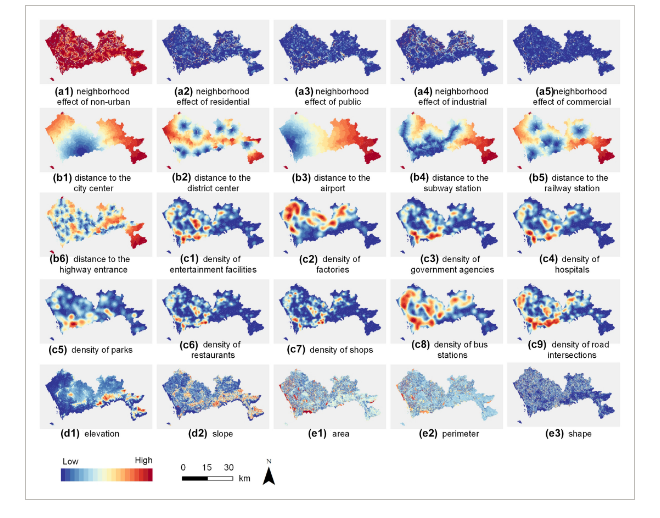 (a1) neighborhood
effect of non-urban
(a2) neighborhood
effect of residential
(a3) neighborhood
effect of public
(a4) neighborhood
effect of industrial
(a5)neighborhood
effect of commercial
(b1) distance to the
city center
(b2) distance to the
district center
(b3) distance to the
airport
(b4) distance to the
subway station
(b5) distance to the
railway station
(b6) distance to the
highway entrance
(c1) density of
entertainment facilities
(c2) density of
factories
(c3) density of
government agencies
(c4) density of
hospitals
(c5) density of parks
(c6) density of
restaurants
(c7) density of shops
(c8) density of bus
stations
(c9) density of road
intersections
(d1) elevation
(d2) slope
(e1) area
(e2) perimeter
(e3) shape
Low High
0 15 30
km
N